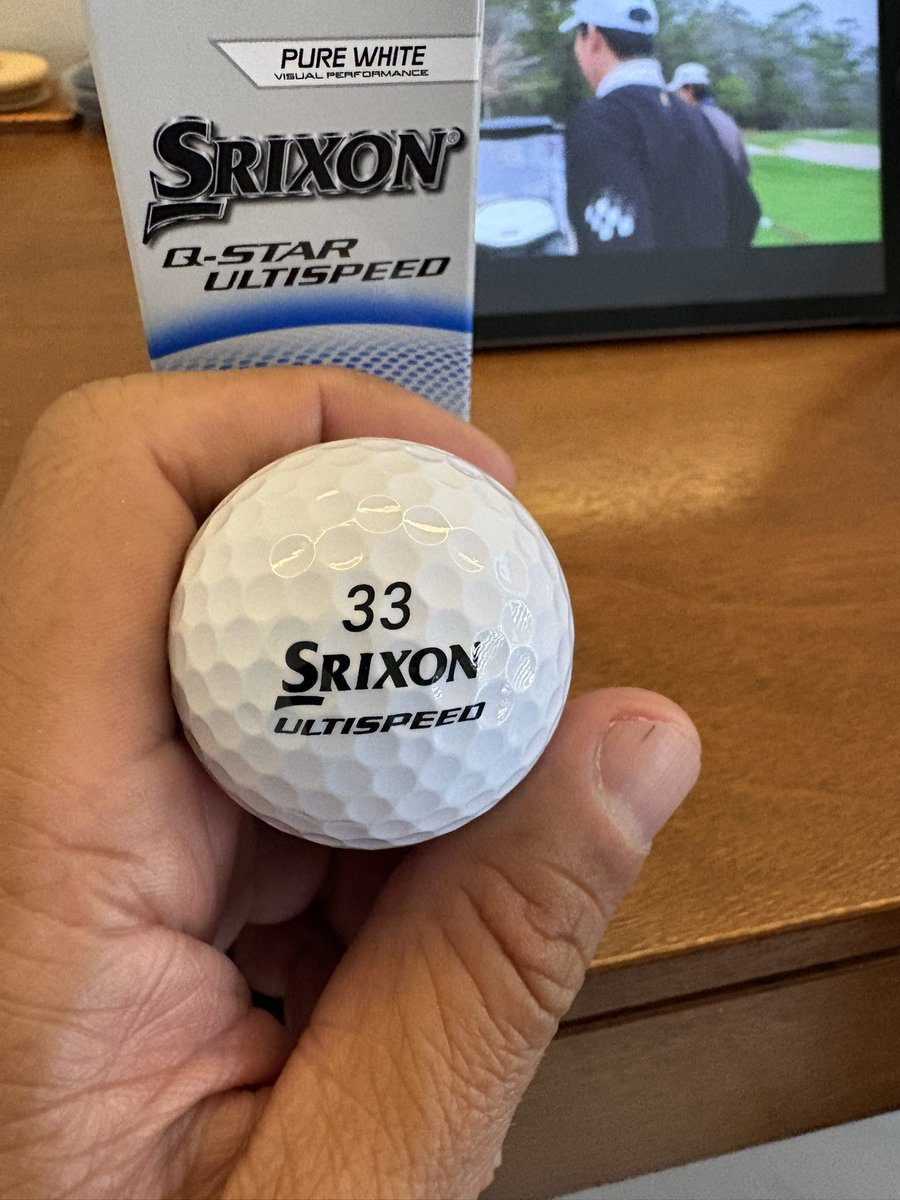 PURE WHITE
VISUAL PERFORMANCE
SRIXON®
Q-STAR
ULTISPEED
33
SRIXON
ULTISPEED